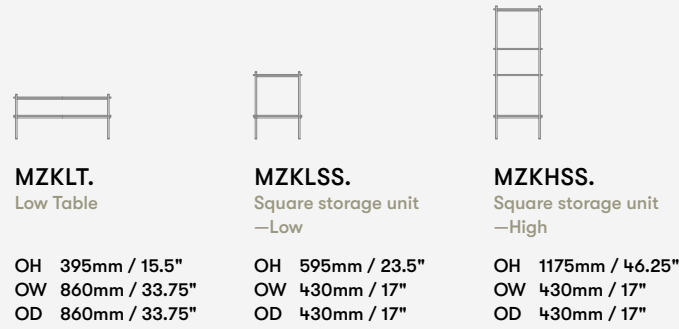 MZKLT.
Low Table
OH 395mm / 15.5"
OW 860mm / 33.75"
OD 860mm / 33.75"
MZKLSS.
Square storage unit
—Low
OH 595mm / 23.5"
OW 430mm / 17"
OD 430mm / 17"
MZKHSS.
Square storage unit
—High
OH 1175mm / 46.25"
OW 430mm / 17"
OD 430mm / 17"